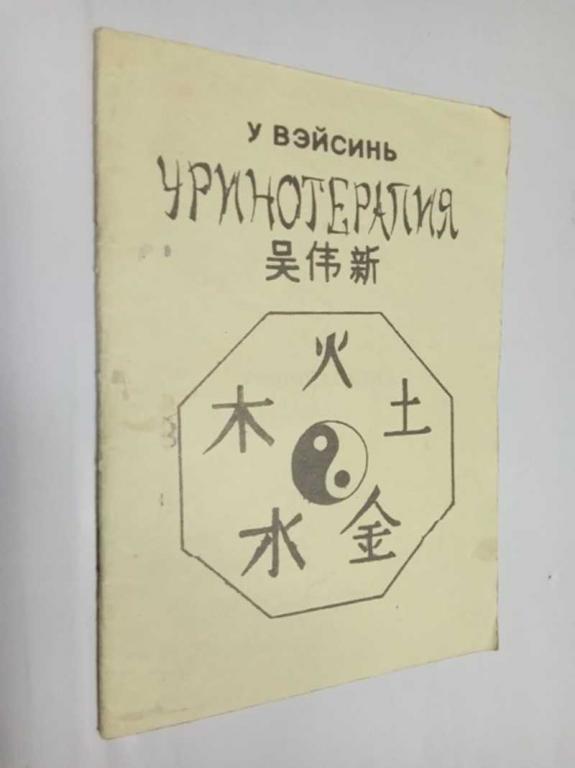 У ВЭЙСИНЬ
УРИНОТЕРАПИЯ
吴伟新
火
木 土
水 金